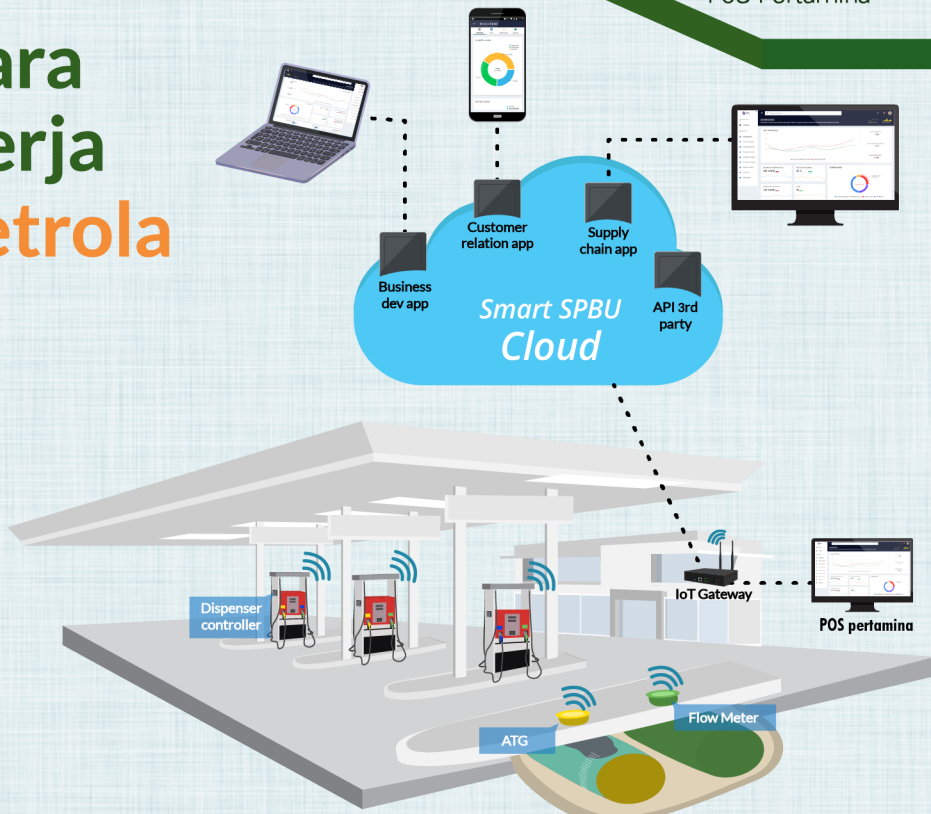 PoS Pertamina
ara
erja
etrola
Customer
relation app
Supply
chain app
Business
dev app
API 3rd
party
Smart SPBU
Cloud
IoT Gateway
Dispenser
controller
POS pertamina
Flow Meter
ATG